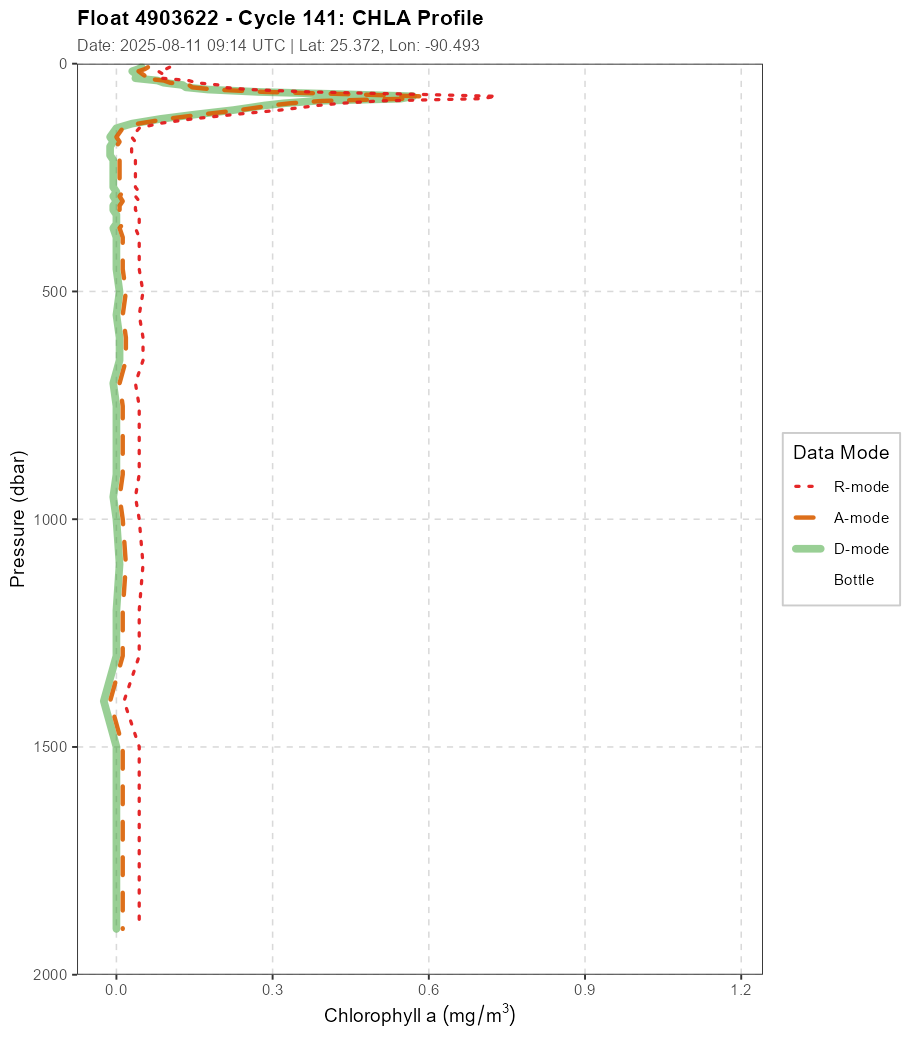 Float 4903622 - Cycle 141: CHLA Profile
Date: 2025-08-11 09:14 UTC | Lat: 25.372, Lon: -90.493
0
500
1000
1500
2000
Pressure (dbar)
0.0 0.3 0.6 0.9 1.2
Chlorophyll a (mg/m³)
Data Mode
R-mode
A-mode
D-mode
Bottle